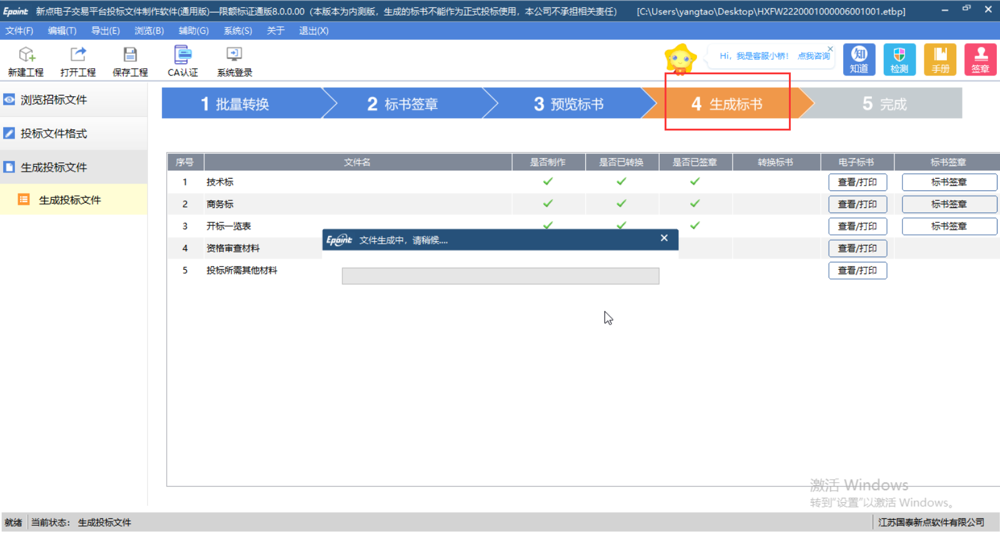 Epoint 新点电子交易平台投标文件制作软件(通用版)—限额标证通版8.0.0.00（本版本为内测版，生成的标书不能作为正式投标使用，本公司不承担相关责任） [C:\Users\yangtao\Desktop\HXFW2220001000006001001.etbp]
文件(F) 编辑(T) 导出(E) 浏览(B) 辅助(G) 系统(S) 关于 退出(X)
新建工程 打开工程 保存工程 CA认证 系统登录
Hi，我是客服小桥！ 点我咨询
知 知道 检测 手册 签章
浏览招标文件
投标文件格式
生成投标文件
生成投标文件
1 批量转换 2 标书签章 3 预览标书 4 生成标书 5 完成
序号 文件名 是否制作 是否已转换 是否已签章 转换标书 电子标书 标书签章
1 技术标 查看/打印 标书签章
2 商务标 查看/打印 标书签章
3 开标一览表 查看/打印 标书签章
4 资格审查材料 查看/打印
5 投标所需其他材料 查看/打印
Epoint 文件生成中，请稍候....
激活 Windows
转到"设置"以激活 Windows。
就绪 当前状态： 生成投标文件 江苏国泰新点软件有限公司